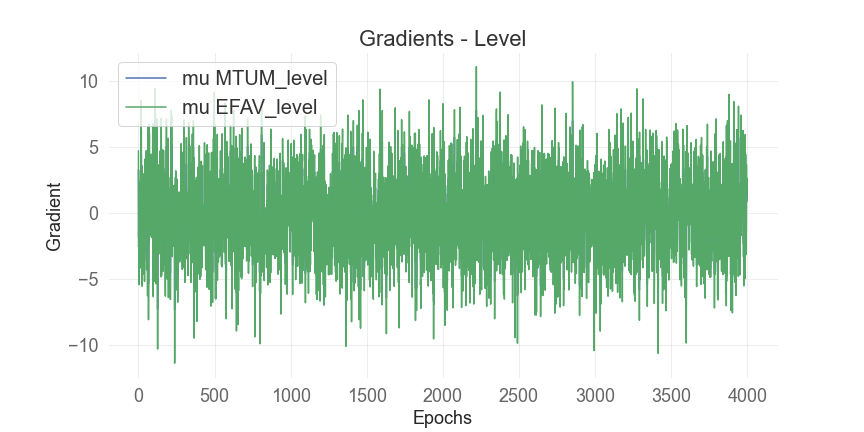 Gradients - Level
mu MTUM_level
mu EFAV_level
10
5
0
−5
−10
Gradient
0 500 1000 1500 2000 2500 3000 3500 4000
Epochs